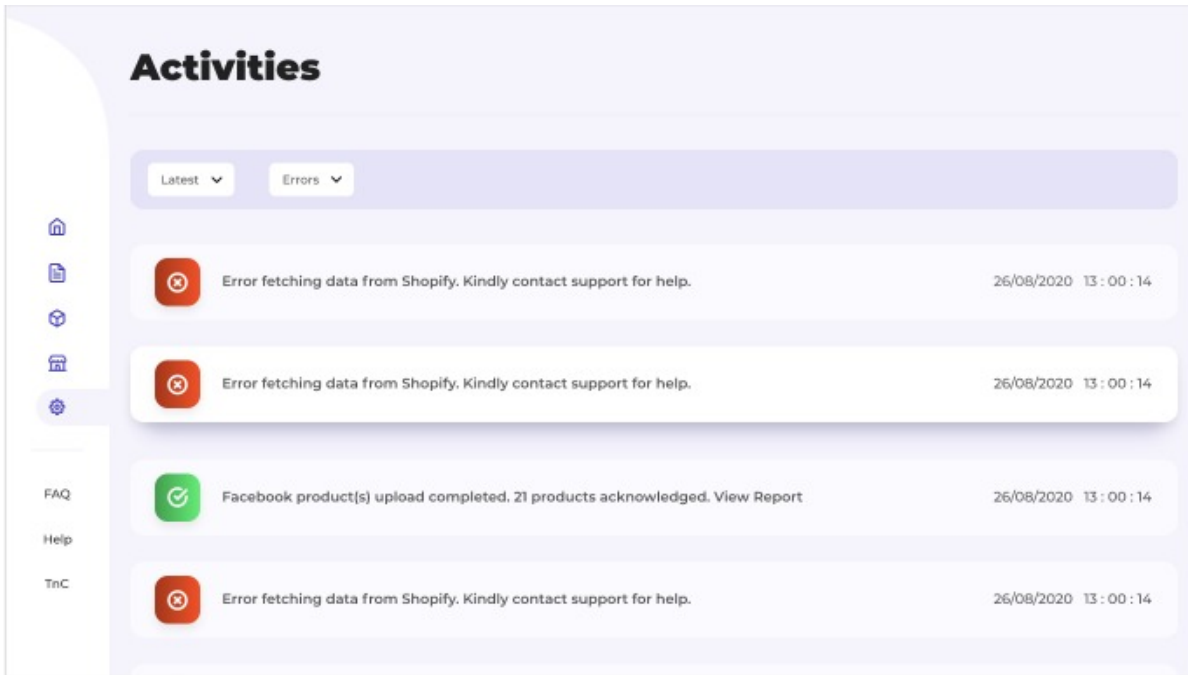 Activities
Latest
Errors
Error fetching data from Shopify. Kindly contact support for help.
26/08/2020 13 : 00 : 14
Error fetching data from Shopify. Kindly contact support for help.
26/08/2020 13 : 00 : 14
Facebook product(s) upload completed. 21 products acknowledged. View Report
26/08/2020 13 : 00 : 14
Error fetching data from Shopify. Kindly contact support for help.
26/08/2020 13 : 00 : 14
FAQ
Help
TnC